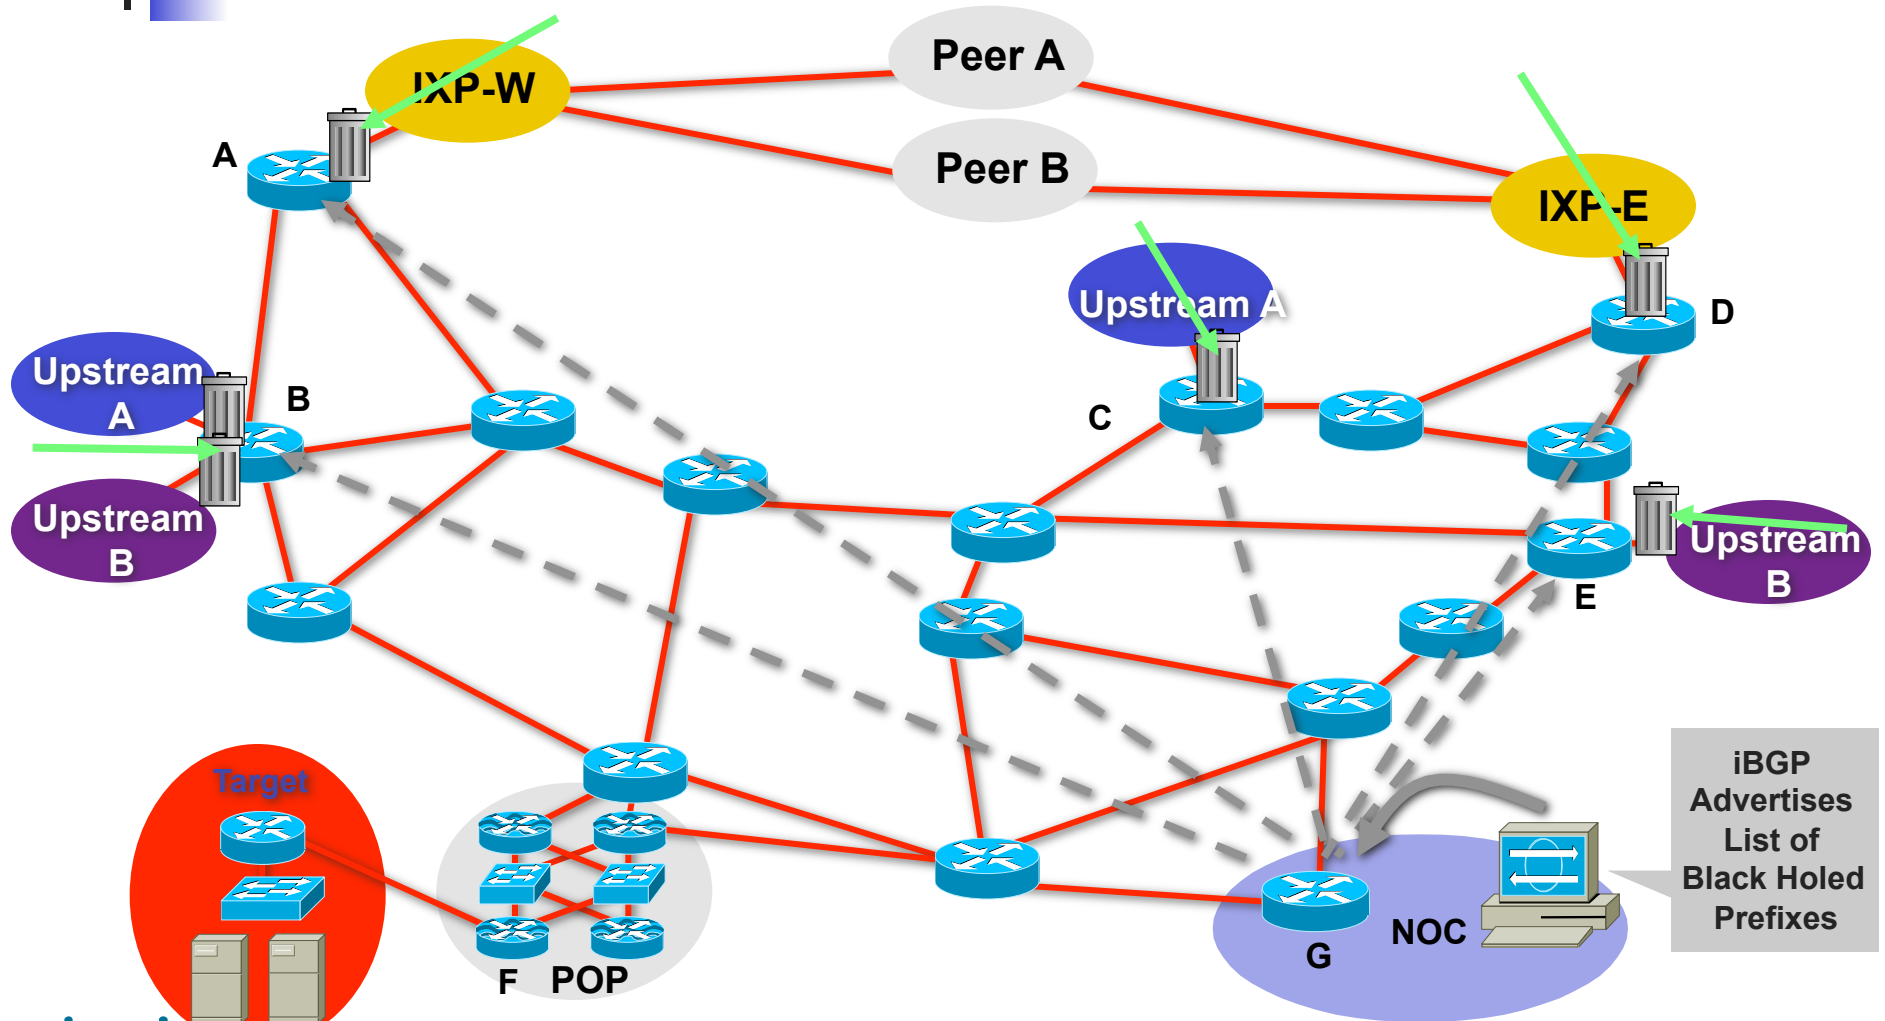 IXP-W
Peer A
Peer B
IXP-E
A
Upstream A
D
Upstream
A
B
C
Upstream
B
Upstream
B
E
Target
iBGP
Advertises
List of
Black Holed
Prefixes
NOC
G
F
POP